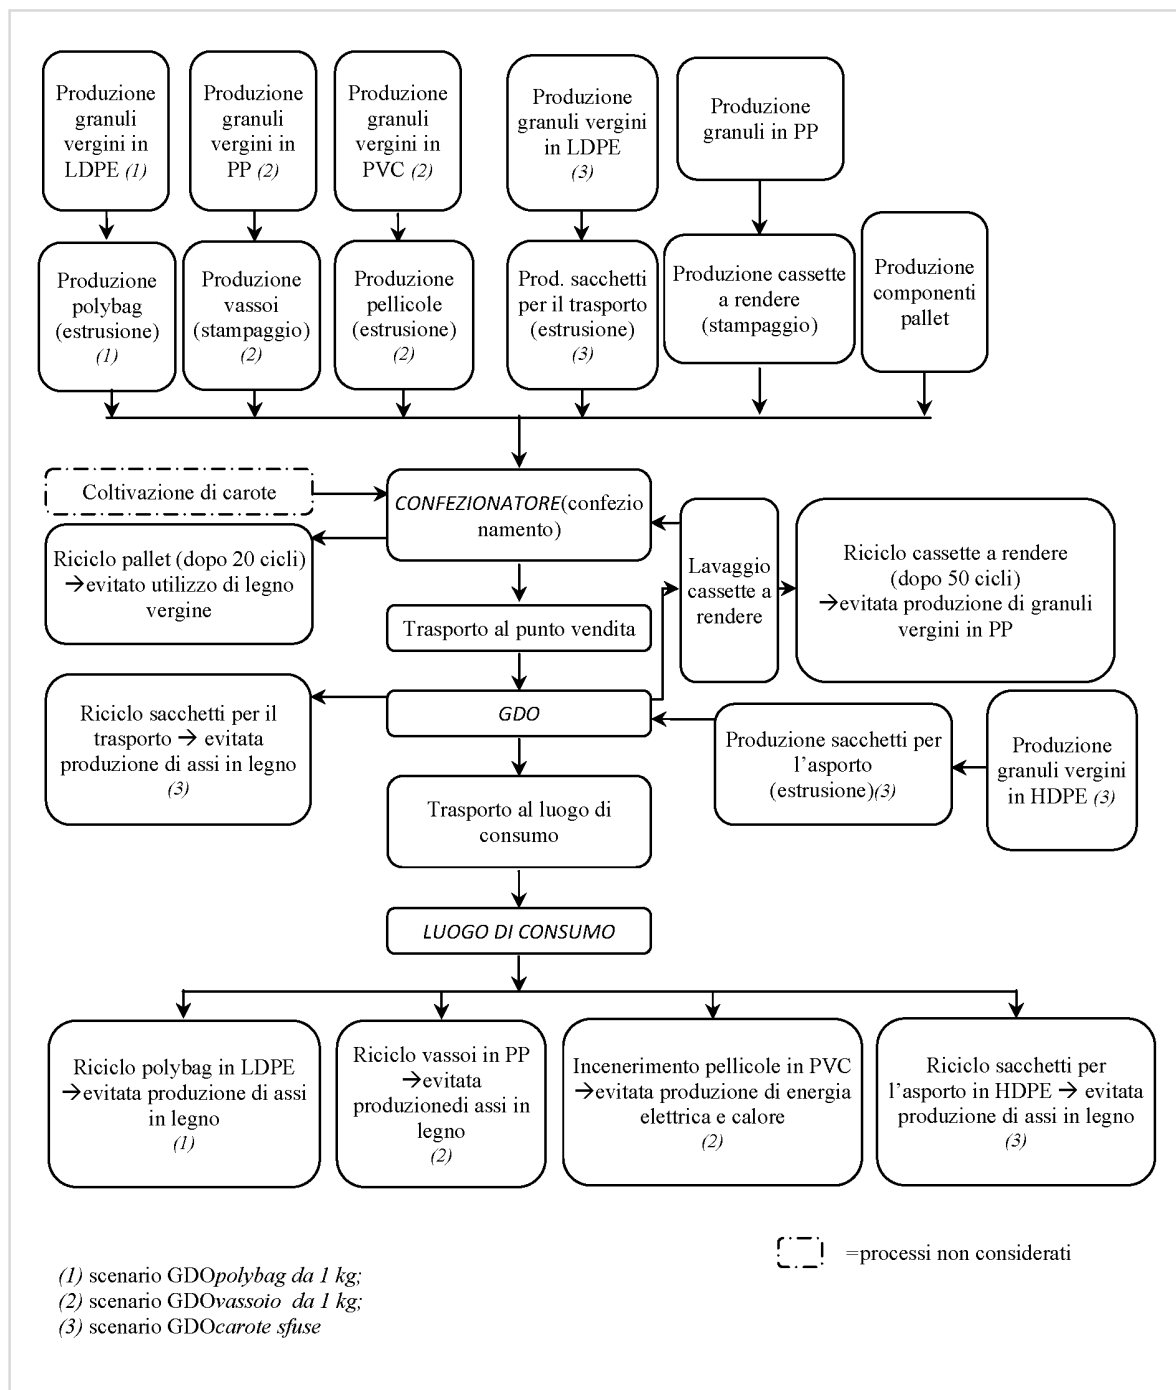 Produzione
granuli
vergini in
LDPE (1)
Produzione
granuli
vergini in
PP (2)
Produzione
granuli
vergini in
PVC (2)
Produzione
granuli vergini
in LDPE
(3)
Produzione
granuli in PP
Produzione
polybag
(estrusione)
(1)
Produzione
vassoi
(stampaggio)
(2)
Produzione
pellicole
(estrusione)
(2)
Prod. sacchetti
per il trasporto
(estrusione)
(3)
Produzione cassette
a rendere
(stampaggio)
Produzione
componenti
pallet
Coltivazione di carote
CONFEZIONATORE(confezio
namento)
Riciclo pallet (dopo 20 cicli)
→evitato utilizzo di legno
vergine
Lavaggio
cassette a
rendere
Riciclo cassette a rendere
(dopo 50 cicli)
→evitata produzione di granuli
vergini in PP
Trasporto al punto vendita
GDO
Riciclo sacchetti per il
trasporto → evitata
produzione di assi in legno
(3)
Produzione sacchetti per
l'asporto
(estrusione)(3)
Produzione
granuli vergini
in HDPE (3)
Trasporto al luogo di
consumo
LUOGO DI CONSUMO
Riciclo polybag in LDPE
→evitata produzione di assi
in legno
(1)
Riciclo vassoi in PP
→evitata
produzionedi assi in
legno
(2)
Incenerimento pellicole in PVC
→evitata produzione di energia
elettrica e calore
(2)
Riciclo sacchetti per
l'asporto in HDPE → evitata
produzione di assi in legno
(3)
=processi non considerati
(1) scenario GDOpolybag da 1 kg;
(2) scenario GDOvassoio da 1 kg;
(3) scenario GDOcarote sfuse